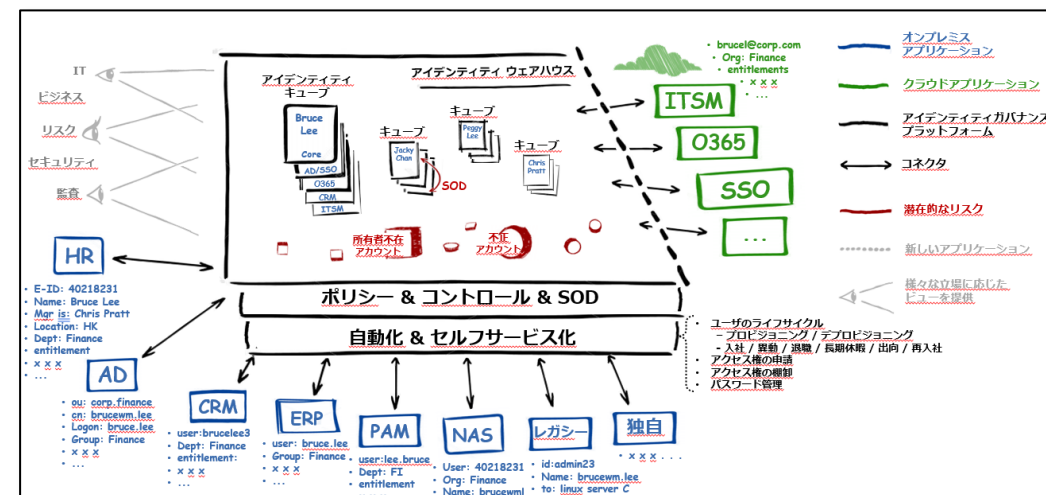 IT
ビジネス
リスク
セキュリティ
監査
アイデンティティ
キューブ
Bruce
Lee
Core
AD/SSO
O365
CRM
ITSM
アイデンティティ ウェアハウス
キューブ
Jacky
Chan
SOD
キューブ
Peggy
Lee
キューブ
Chris
Pratt
所有者不在
アカウント
不正
アカウント
• brucel@corp.com
• Org: Finance
• entitlements
• x x x
• ...
ITSM
O365
SSO
...
オンプレミス
アプリケーション
クラウドアプリケーション
アイデンティティガバナンス
プラットフォーム
コネクタ
潜在的なリスク
新しいアプリケーション
様々な立場に応じた
ビューを提供
HR
• E-ID: 40218231
• Name: Bruce Lee
• Mgr is: Chris Pratt
• Location: HK
• Dept: Finance
• entitlement
• x x x
• ...
ポリシー & コントロール & SOD
自動化 & セルフサービス化
• ユーザのライフサイクル
– プロビジョニング / デプロビジョニング
– 入社 / 異動 / 退職 / 長期休暇 / 出向 / 再入社
• アクセス権の申請
• アクセス権の棚卸
• パスワード管理
AD
• ou: corp.finance
• cn: brucewm.lee
• Logon: bruce.lee
• Group: Finance
• x x x
• ...
CRM
• user:brucelee3
• Dept: Finance
• entitlement:
• x x x
• ...
ERP
• user: bruce.lee
• Group: Finance
• x x x
• ...
PAM
• user:lee.bruce
• Dept: FI
• entitlement
NAS
• User: 40218231
• Org: Finance
• Name: brucewml
レガシー
• id:admin23
• Name: brucewm.lee
• to: linux server C
独自
• x x x . . .